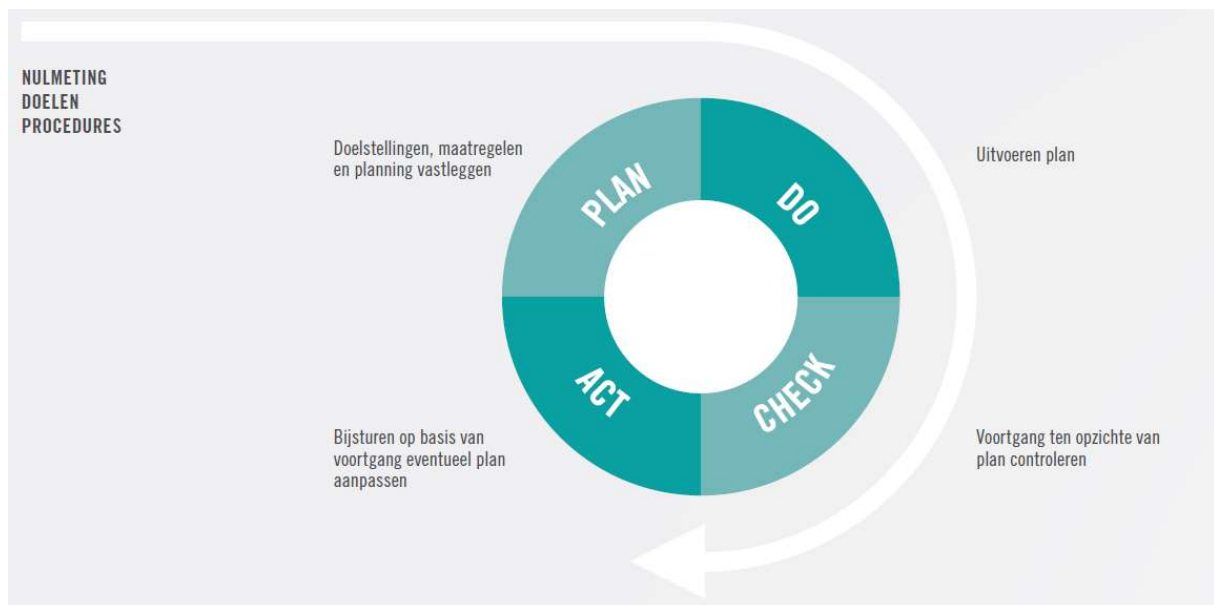 NULMETING
DOELEN
PROCEDURES
Doelstellingen, maatregelen
en planning vastleggen
PLAN
DO
Uitvoeren plan
ACT
CHECK
Bijsturen op basis van
voortgang eventueel plan
aanpassen
Voortgang ten opzichte van
plan controleren